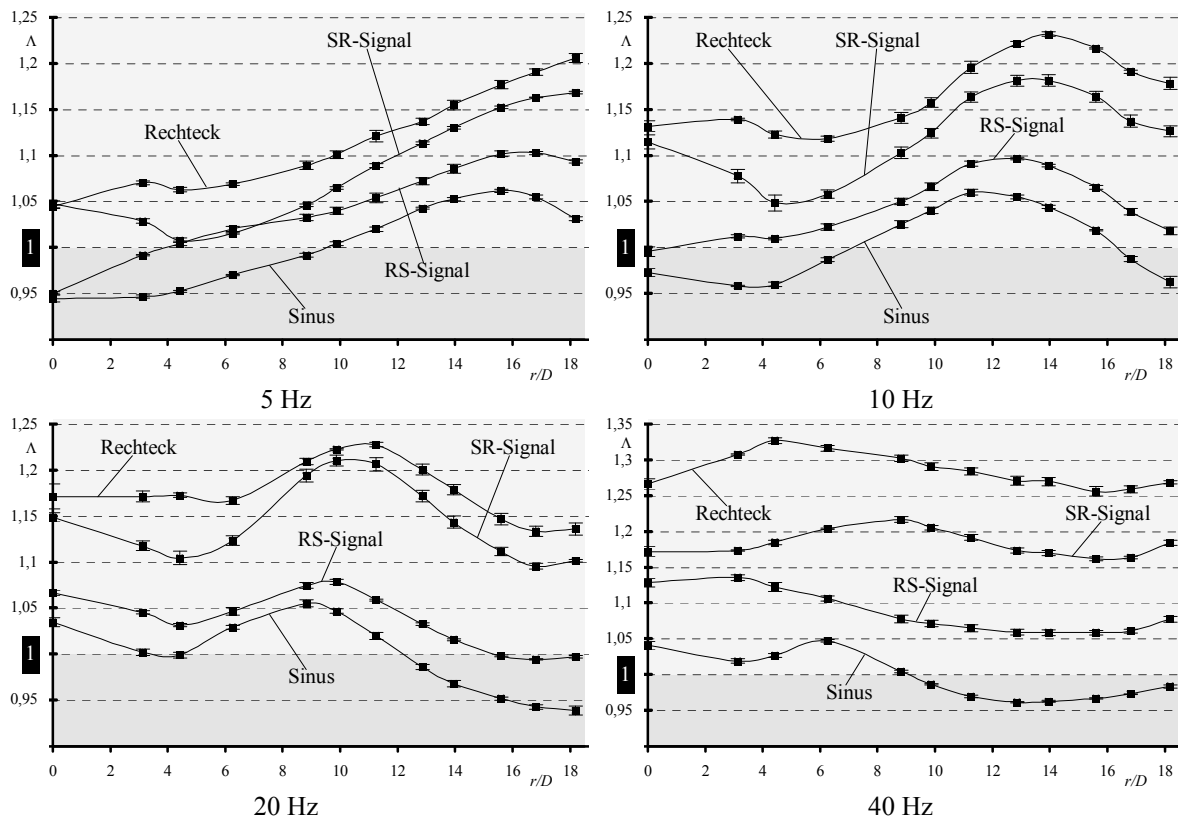 1,25
Λ
1,2
1,15
1,1
1,05
1
0,95
SR-Signal
Rechteck
RS-Signal
Sinus
0 2 4 6 8 10 12 14 16 18
r/D
5 Hz
1,25
Λ
1,2
1,15
1,1
1,05
1
0,95
Rechteck
SR-Signal
RS-Signal
Sinus
0 2 4 6 8 10 12 14 16 18
r/D
10 Hz
1,25
Λ
1,2
1,15
1,1
1,05
1
0,95
Rechteck
SR-Signal
RS-Signal
Sinus
0 2 4 6 8 10 12 14 16 18
r/D
20 Hz
1,35
Λ
1,3
1,25
1,2
1,15
1,1
1,05
1
0,95
Rechteck
SR-Signal
RS-Signal
Sinus
0 2 4 6 8 10 12 14 16 18
r/D
40 Hz